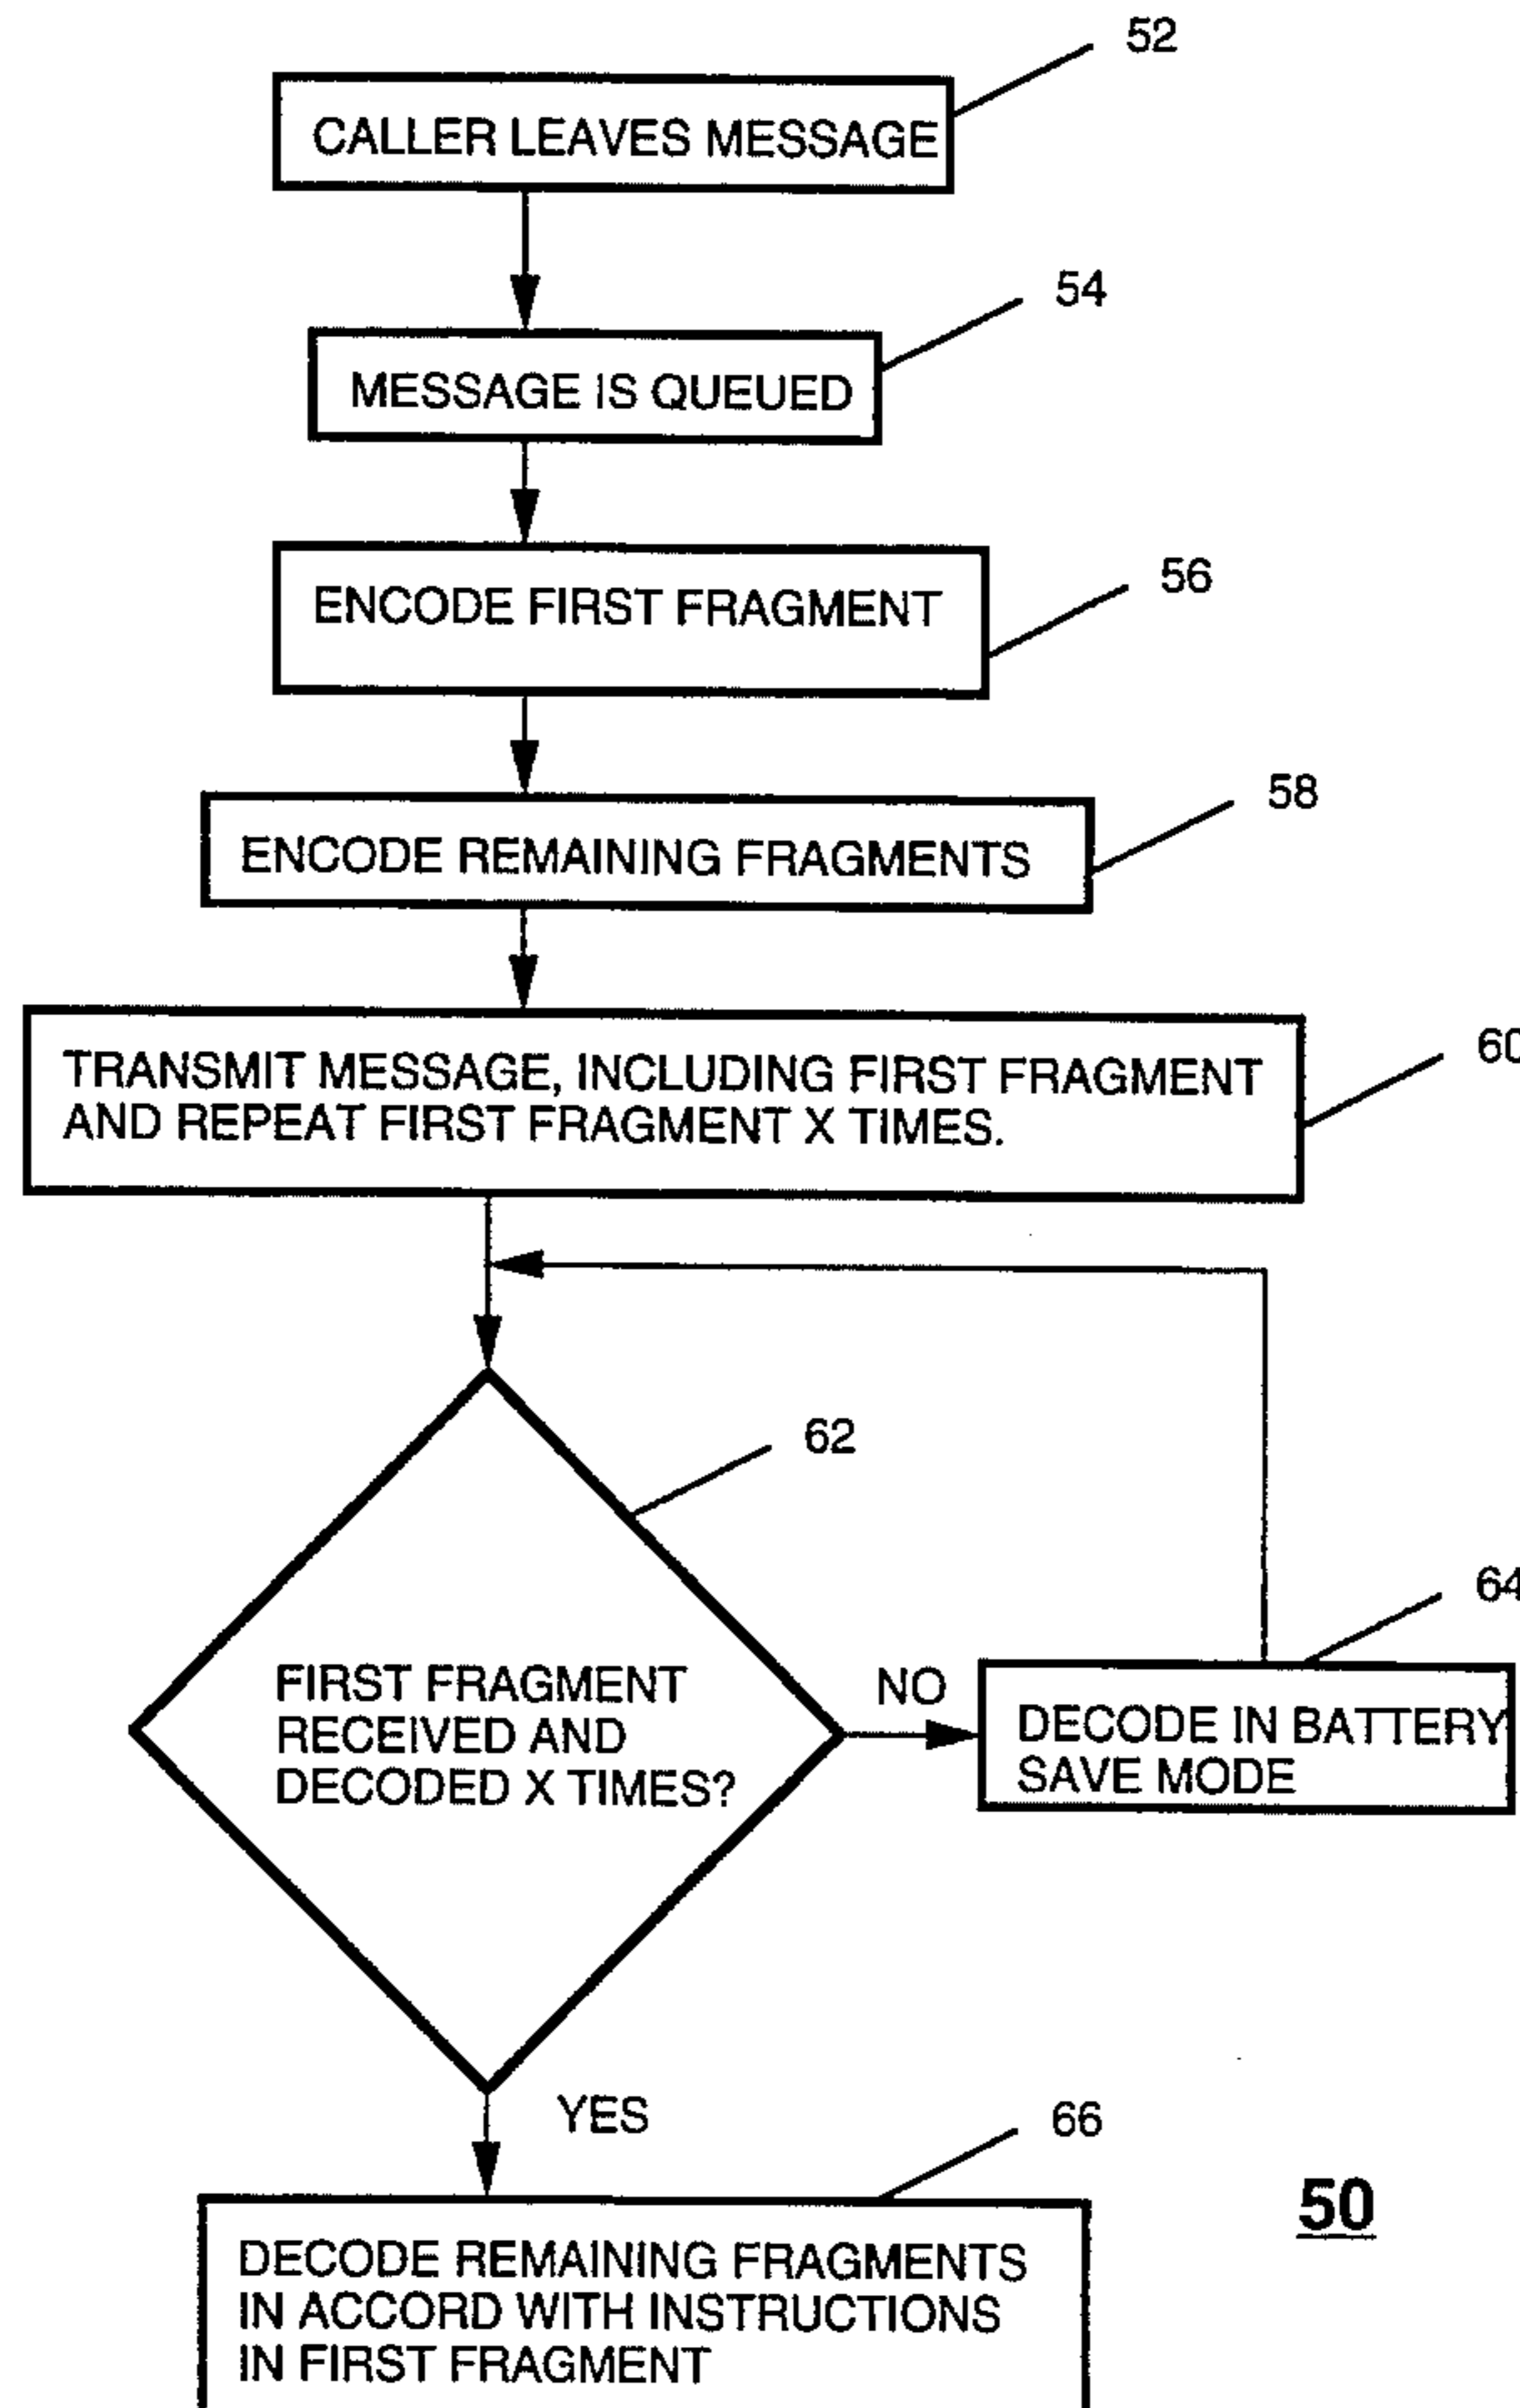 52
CALLER LEAVES MESSAGE
54
MESSAGE IS QUEUED
56
ENCODE FIRST FRAGMENT
58
ENCODE REMAINING FRAGMENTS
60
TRANSMIT MESSAGE, INCLUDING FIRST FRAGMENT
AND REPEAT FIRST FRAGMENT X TIMES.
62
64
FIRST FRAGMENT
RECEIVED AND
DECODED X TIMES?
NO
DECODE IN BATTERY
SAVE MODE
YES
66
50
DECODE REMAINING FRAGMENTS
IN ACCORD WITH INSTRUCTIONS
IN FIRST FRAGMENT